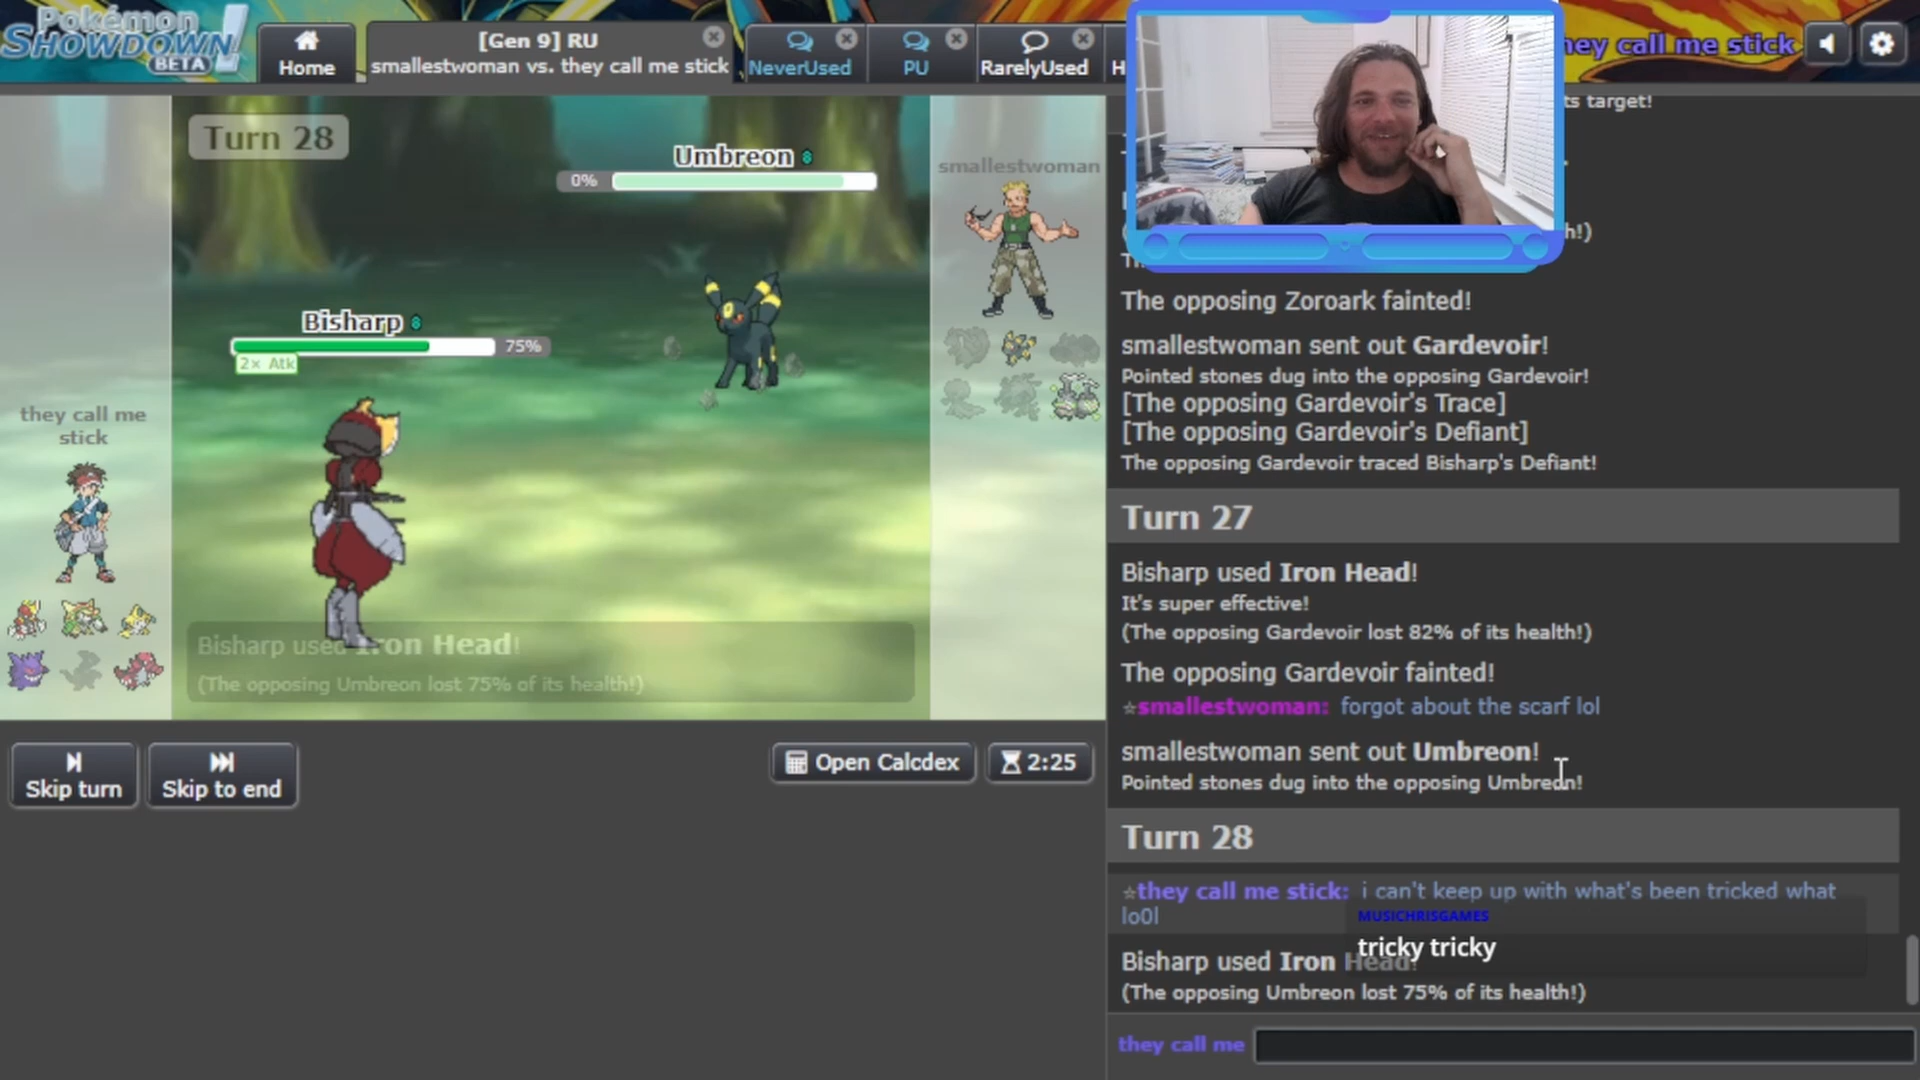 Pokémon
SHOWDOWN!
BETA
Home
[Gen 9] RU
smallestwoman vs. they call me stick
NeverUsed
PU
RarelyUsed
H
hey call me stick
Turn 28
Umbreon
0%
smallestwoman
Bisharp
75%
2× Atk
they call me
stick
Bisharp used Iron Head!
(The opposing Umbreon lost 75% of its health!)
Skip turn
Skip to end
Open Calcdex
2:25
ts target!
h!)
The opposing Zoroark fainted!
smallestwoman sent out Gardevoir!
Pointed stones dug into the opposing Gardevoir!
[The opposing Gardevoir's Trace]
[The opposing Gardevoir's Defiant]
The opposing Gardevoir traced Bisharp's Defiant!
Turn 27
Bisharp used Iron Head!
It's super effective!
(The opposing Gardevoir lost 82% of its health!)
The opposing Gardevoir fainted!
☆smallestwoman: forgot about the scarf lol
smallestwoman sent out Umbreon!
Pointed stones dug into the opposing Umbreon!
Turn 28
☆they call me stick: i can't keep up with what's been tricked what
lo0l
MUSICHRISGAMES
tricky tricky
Bisharp used Iron Head!
(The opposing Umbreon lost 75% of its health!)
they call me